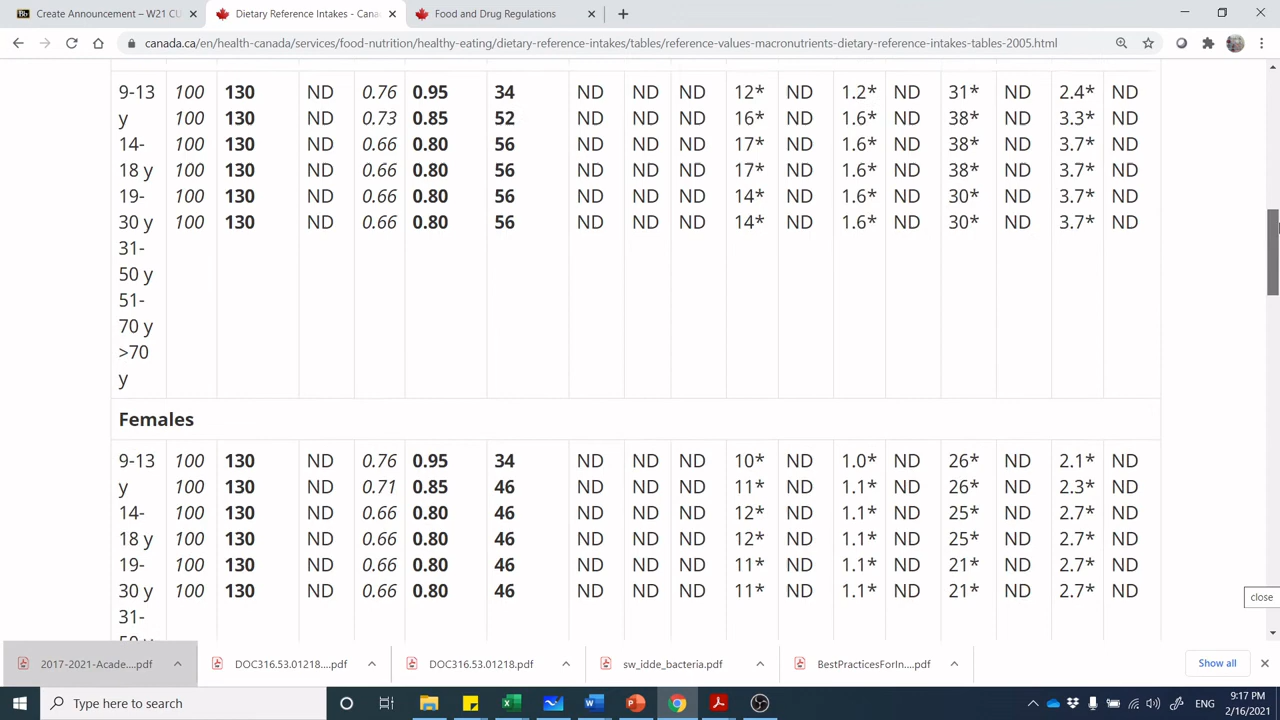 Create Announcement – W21 CU
Dietary Reference Intakes - Cana
Food and Drug Regulations
canada.ca/en/health-canada/services/food-nutrition/healthy-eating/dietary-reference-intakes/tables/reference-values-macronutrients-dietary-reference-intakes-tables-2005.html
9-13 100 130 ND 0.76 0.95 34 ND ND ND 12* ND 1.2* ND 31* ND 2.4* ND
y 100 130 ND 0.73 0.85 52 ND ND ND 16* ND 1.6* ND 38* ND 3.3* ND
14- 100 130 ND 0.66 0.80 56 ND ND ND 17* ND 1.6* ND 38* ND 3.7* ND
18 y 100 130 ND 0.66 0.80 56 ND ND ND 17* ND 1.6* ND 38* ND 3.7* ND
19- 100 130 ND 0.66 0.80 56 ND ND ND 14* ND 1.6* ND 30* ND 3.7* ND
30 y 100 130 ND 0.66 0.80 56 ND ND ND 14* ND 1.6* ND 30* ND 3.7* ND
31-
50 y
51-
70 y
>70
y
Females
9-13 100 130 ND 0.76 0.95 34 ND ND ND 10* ND 1.0* ND 26* ND 2.1* ND
y 100 130 ND 0.71 0.85 46 ND ND ND 11* ND 1.1* ND 26* ND 2.3* ND
14- 100 130 ND 0.66 0.80 46 ND ND ND 12* ND 1.1* ND 25* ND 2.7* ND
18 y 100 130 ND 0.66 0.80 46 ND ND ND 12* ND 1.1* ND 25* ND 2.7* ND
19- 100 130 ND 0.66 0.80 46 ND ND ND 11* ND 1.1* ND 21* ND 2.7* ND
30 y 100 130 ND 0.66 0.80 46 ND ND ND 11* ND 1.1* ND 21* ND 2.7* ND
close
31-
50 y
2017-2021-Acade....pdf
DOC316.53.01218....pdf
DOC316.53.01218.pdf
sw_idde_bacteria.pdf
BestPracticesForIn....pdf
Show all
Type here to search
ENG
9:17 PM
2/16/2021